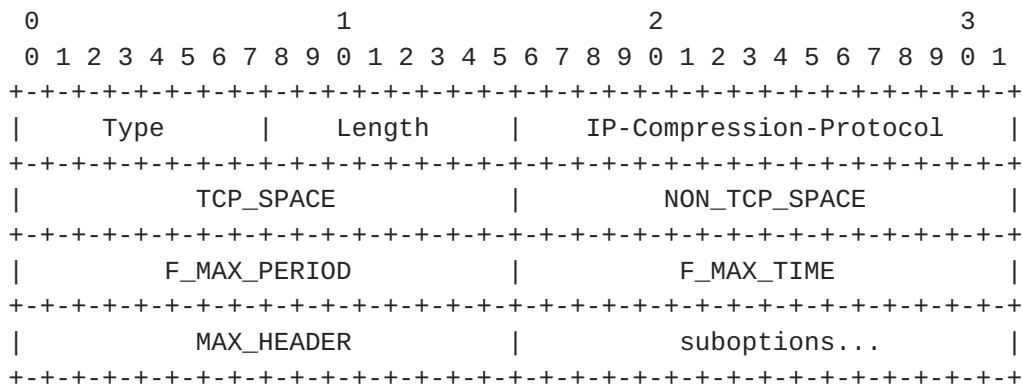 0                   1                   2                   3
 0 1 2 3 4 5 6 7 8 9 0 1 2 3 4 5 6 7 8 9 0 1 2 3 4 5 6 7 8 9 0 1
+-+-+-+-+-+-+-+-+-+-+-+-+-+-+-+-+-+-+-+-+-+-+-+-+-+-+-+-+-+-+-+-+
|     Type      |    Length     |    IP-Compression-Protocol    |
+-+-+-+-+-+-+-+-+-+-+-+-+-+-+-+-+-+-+-+-+-+-+-+-+-+-+-+-+-+-+-+-+
|           TCP_SPACE           |         NON_TCP_SPACE         |
+-+-+-+-+-+-+-+-+-+-+-+-+-+-+-+-+-+-+-+-+-+-+-+-+-+-+-+-+-+-+-+-+
|         F_MAX_PERIOD          |          F_MAX_TIME           |
+-+-+-+-+-+-+-+-+-+-+-+-+-+-+-+-+-+-+-+-+-+-+-+-+-+-+-+-+-+-+-+-+
|           MAX_HEADER          |          suboptions...        |
+-+-+-+-+-+-+-+-+-+-+-+-+-+-+-+-+-+-+-+-+-+-+-+-+-+-+-+-+-+-+-+-+